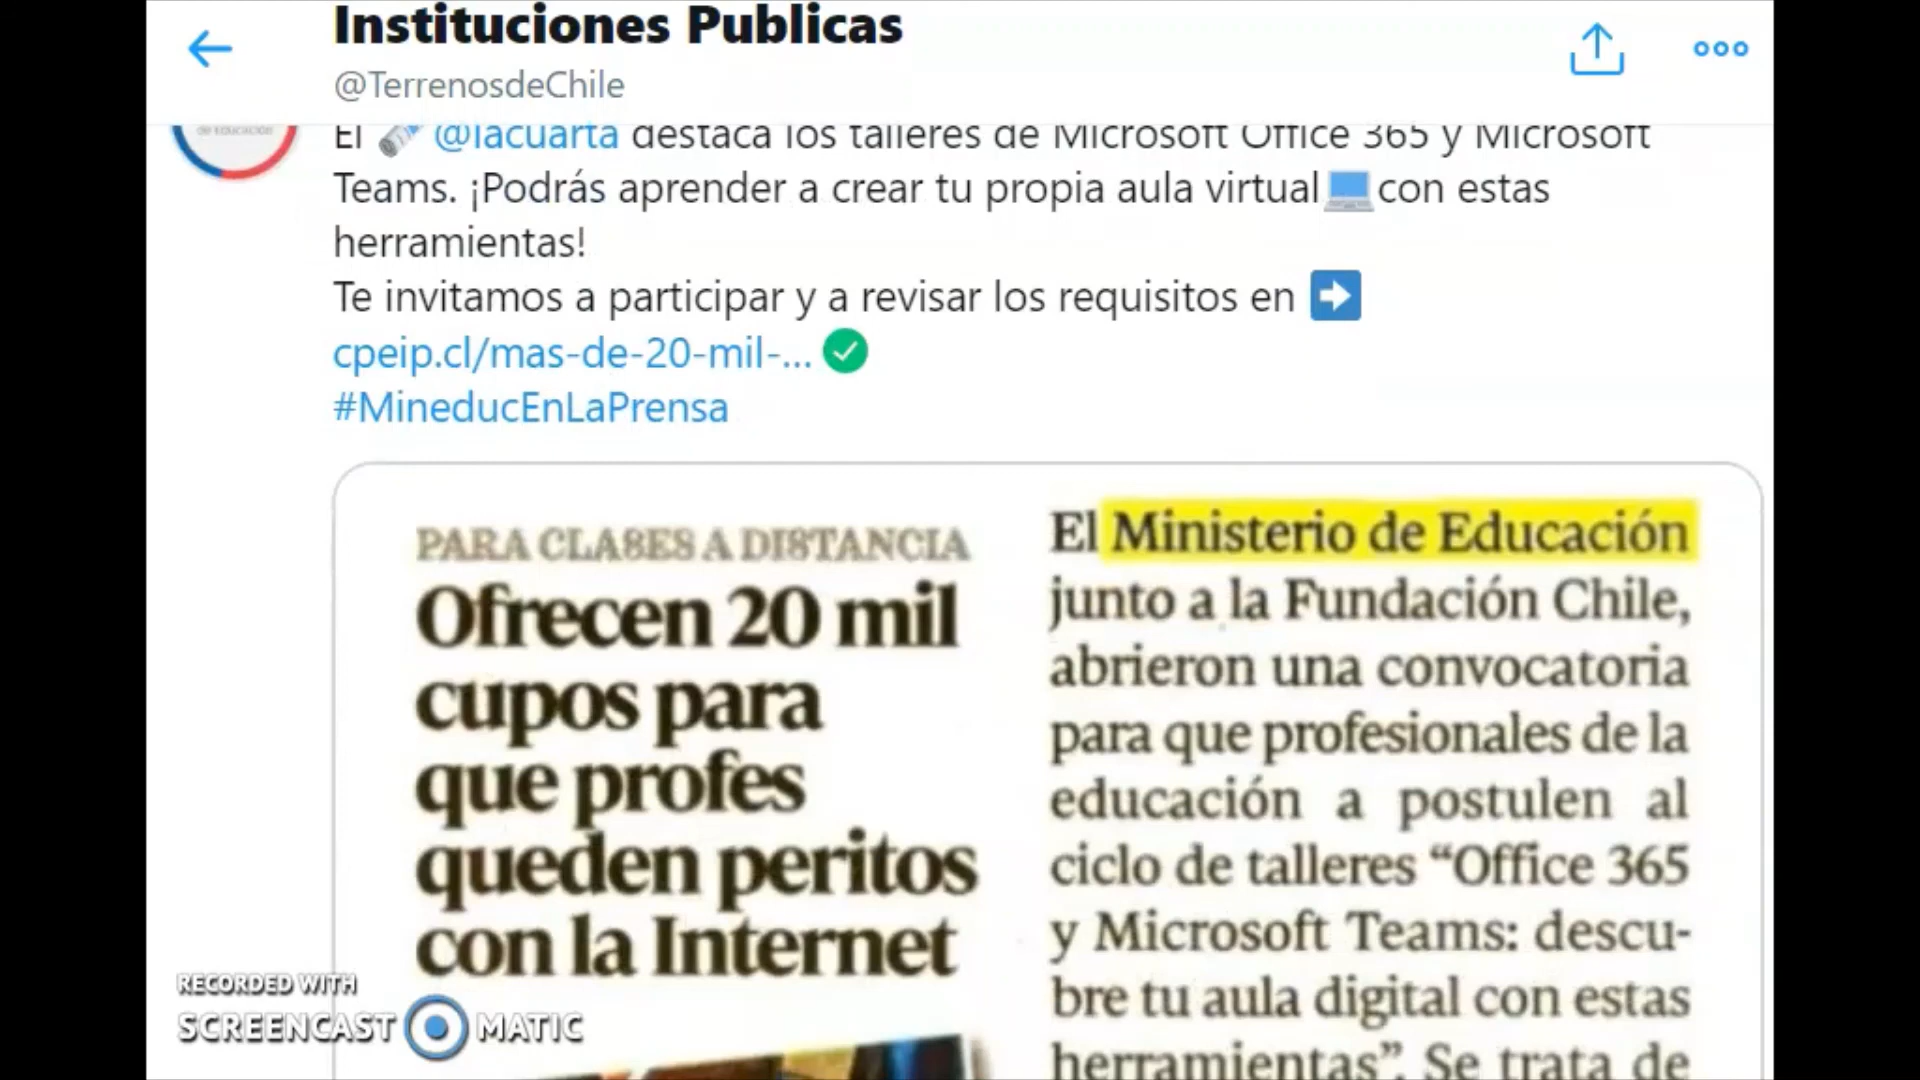 Instituciones Publicas
@TerrenosdeChile
de Educación
El @lacuarta destaca los talleres de Microsoft Office 365 y Microsoft
Teams. ¡Podrás aprender a crear tu propia aula virtual con estas
herramientas!
Te invitamos a participar y a revisar los requisitos en
cpeip.cl/mas-de-20-mil-...
#MineducEnLaPrensa
PARA CLASES A DISTANCIA
Ofrecen 20 mil
cupos para
que profes
queden peritos
con la Internet
El Ministerio de Educación
junto a la Fundación Chile,
abrieron una convocatoria
para que profesionales de la
educación a postulen al
ciclo de talleres “Office 365
y Microsoft Teams: descu-
bre tu aula digital con estas
herramientas”. Se trata de
RECORDED WITH
SCREENCAST MATIC